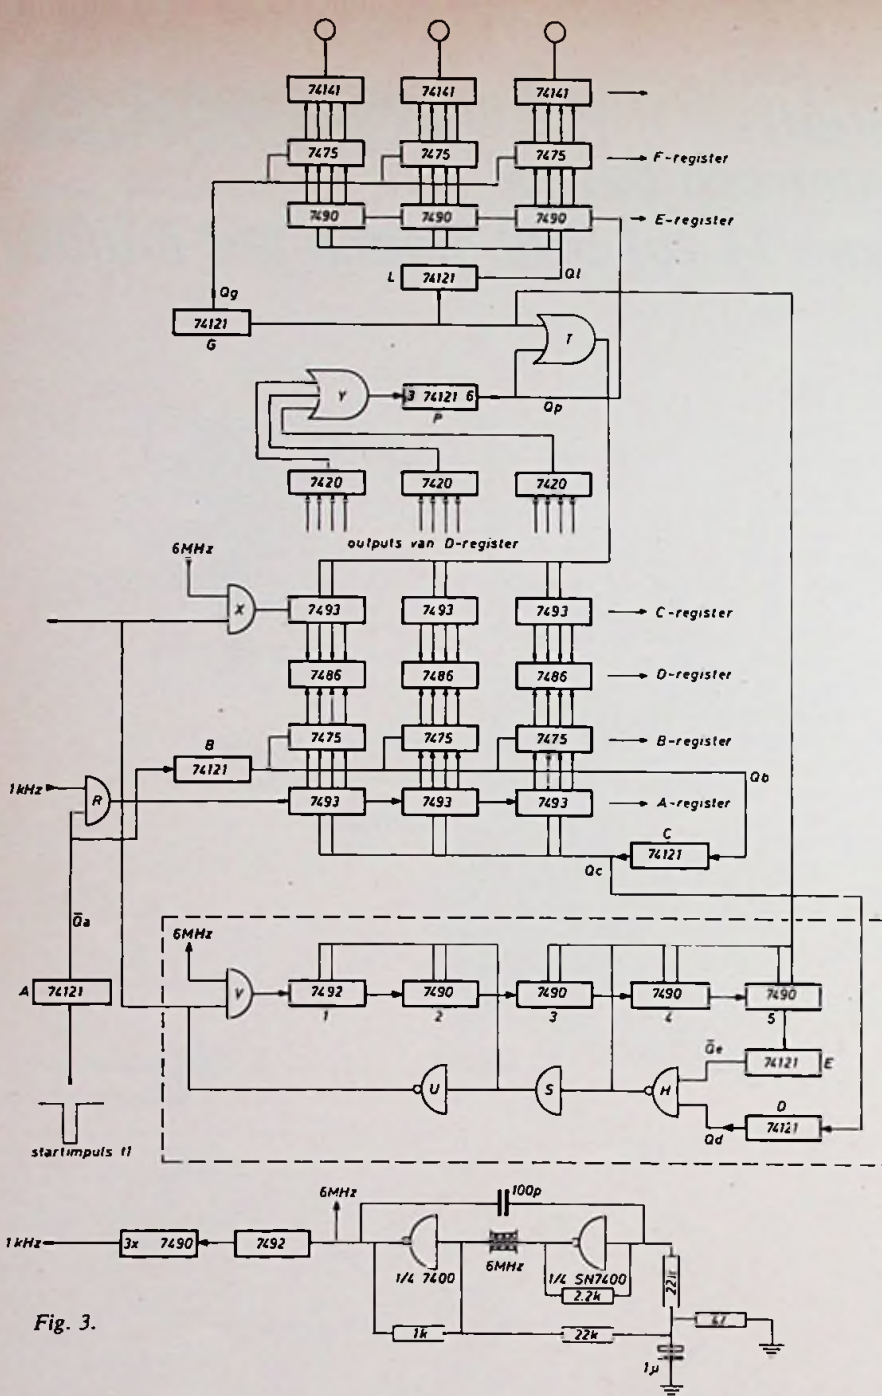 74141 74141 74141
7475 7475 7475 F-register
7490 7490 7490 E-register
L 74121 Ql
Qg
74121
G
T
Y 3 74121 6
P
Qp
7420 7420 7420
outputs van D-register
6MHz
X 7493 7493 7493 C-register
7486 7486 7486 D-register
B 7475 7475 7475 B-register
74121
Qb
1kHz R 7493 7493 7493 A-register
C
74121
Qc
Q̅a
6MHz
A 74121
V 7492 7490 7490 7490 7490
1 2 3 4 5
Q̅e 74121 E
U S H
D
Qd 74121
startimpuls t1
6MHz 100p
1kHz 3x 7490 7492
1/4 7400 6MHz 1/4 SN7400
2.2k 22k
1k 22k
1μ
Fig. 3.